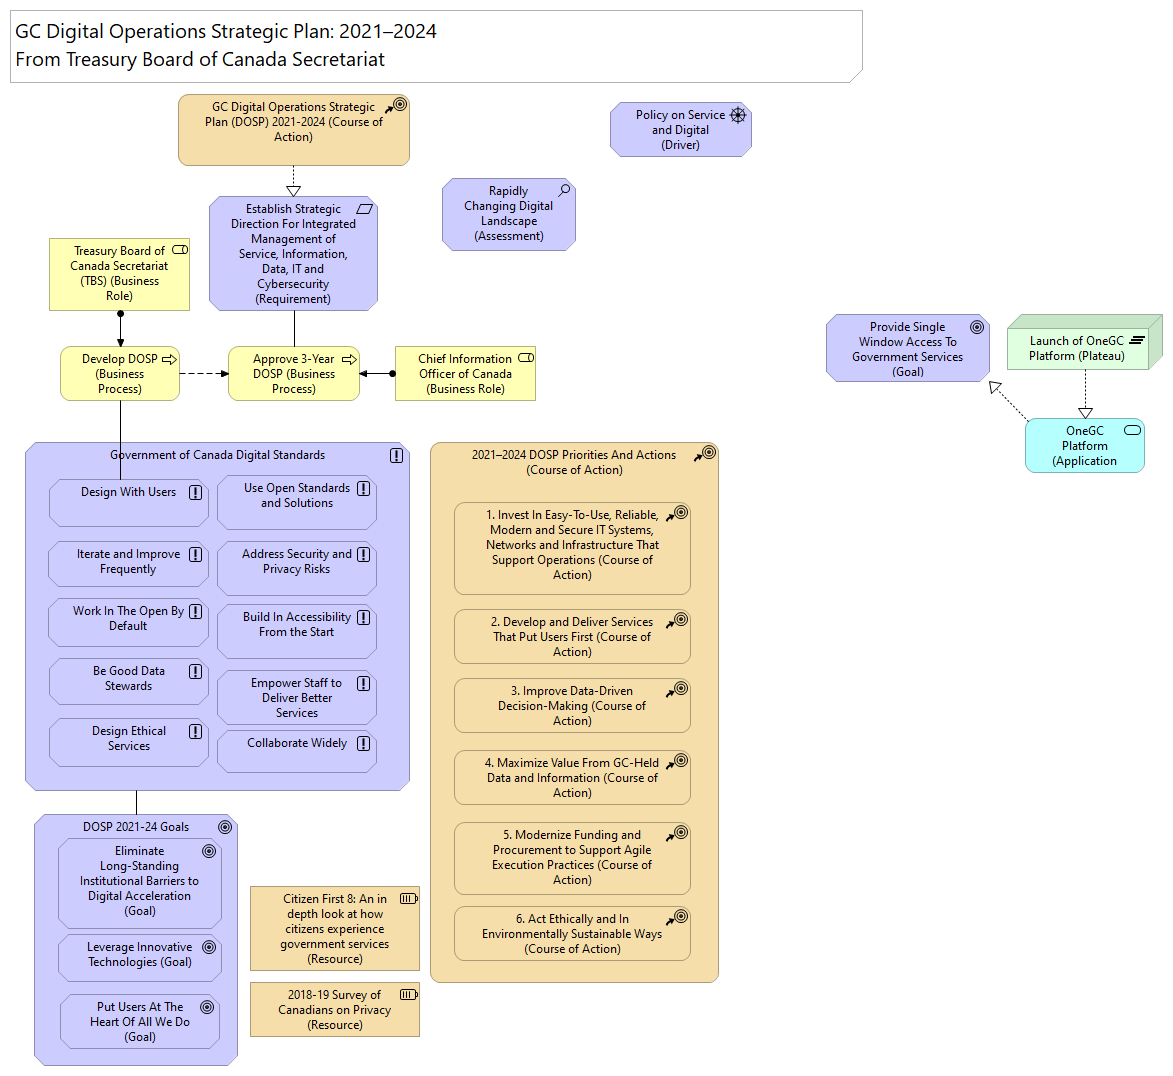 GC Digital Operations Strategic Plan: 2021–2024
From Treasury Board of Canada Secretariat
GC Digital Operations Strategic
Plan (DOSP) 2021-2024 (Course of
Action)
Policy on Service
and Digital
(Driver)
Rapidly
Changing Digital
Landscape
(Assessment)
Establish Strategic
Direction For Integrated
Management of
Service, Information,
Data, IT and
Cybersecurity
(Requirement)
Treasury Board of
Canada Secretariat
(TBS) (Business
Role)
Develop DOSP
(Business
Process)
Approve 3-Year
DOSP (Business
Process)
Chief Information
Officer of Canada
(Business Role)
Provide Single
Window Access To
Government Services
(Goal)
Launch of OneGC
Platform (Plateau)
OneGC
Platform
(Application
Government of Canada Digital Standards
Design With Users
Use Open Standards
and Solutions
Iterate and Improve
Frequently
Address Security and
Privacy Risks
Work In The Open By
Default
Build In Accessibility
From the Start
Be Good Data
Stewards
Empower Staff to
Deliver Better
Services
Design Ethical
Services
Collaborate Widely
2021–2024 DOSP Priorities And Actions
(Course of Action)
1. Invest In Easy-To-Use, Reliable,
Modern and Secure IT Systems,
Networks and Infrastructure That
Support Operations (Course of
Action)
2. Develop and Deliver Services
That Put Users First (Course of
Action)
3. Improve Data-Driven
Decision-Making (Course of
Action)
4. Maximize Value From GC-Held
Data and Information (Course of
Action)
5. Modernize Funding and
Procurement to Support Agile
Execution Practices (Course of
Action)
6. Act Ethically and In
Environmentally Sustainable Ways
(Course of Action)
DOSP 2021-24 Goals
Eliminate
Long-Standing
Institutional Barriers to
Digital Acceleration
(Goal)
Leverage Innovative
Technologies (Goal)
Put Users At The
Heart Of All We Do
(Goal)
Citizen First 8: An in
depth look at how
citizens experience
government services
(Resource)
2018-19 Survey of
Canadians on Privacy
(Resource)